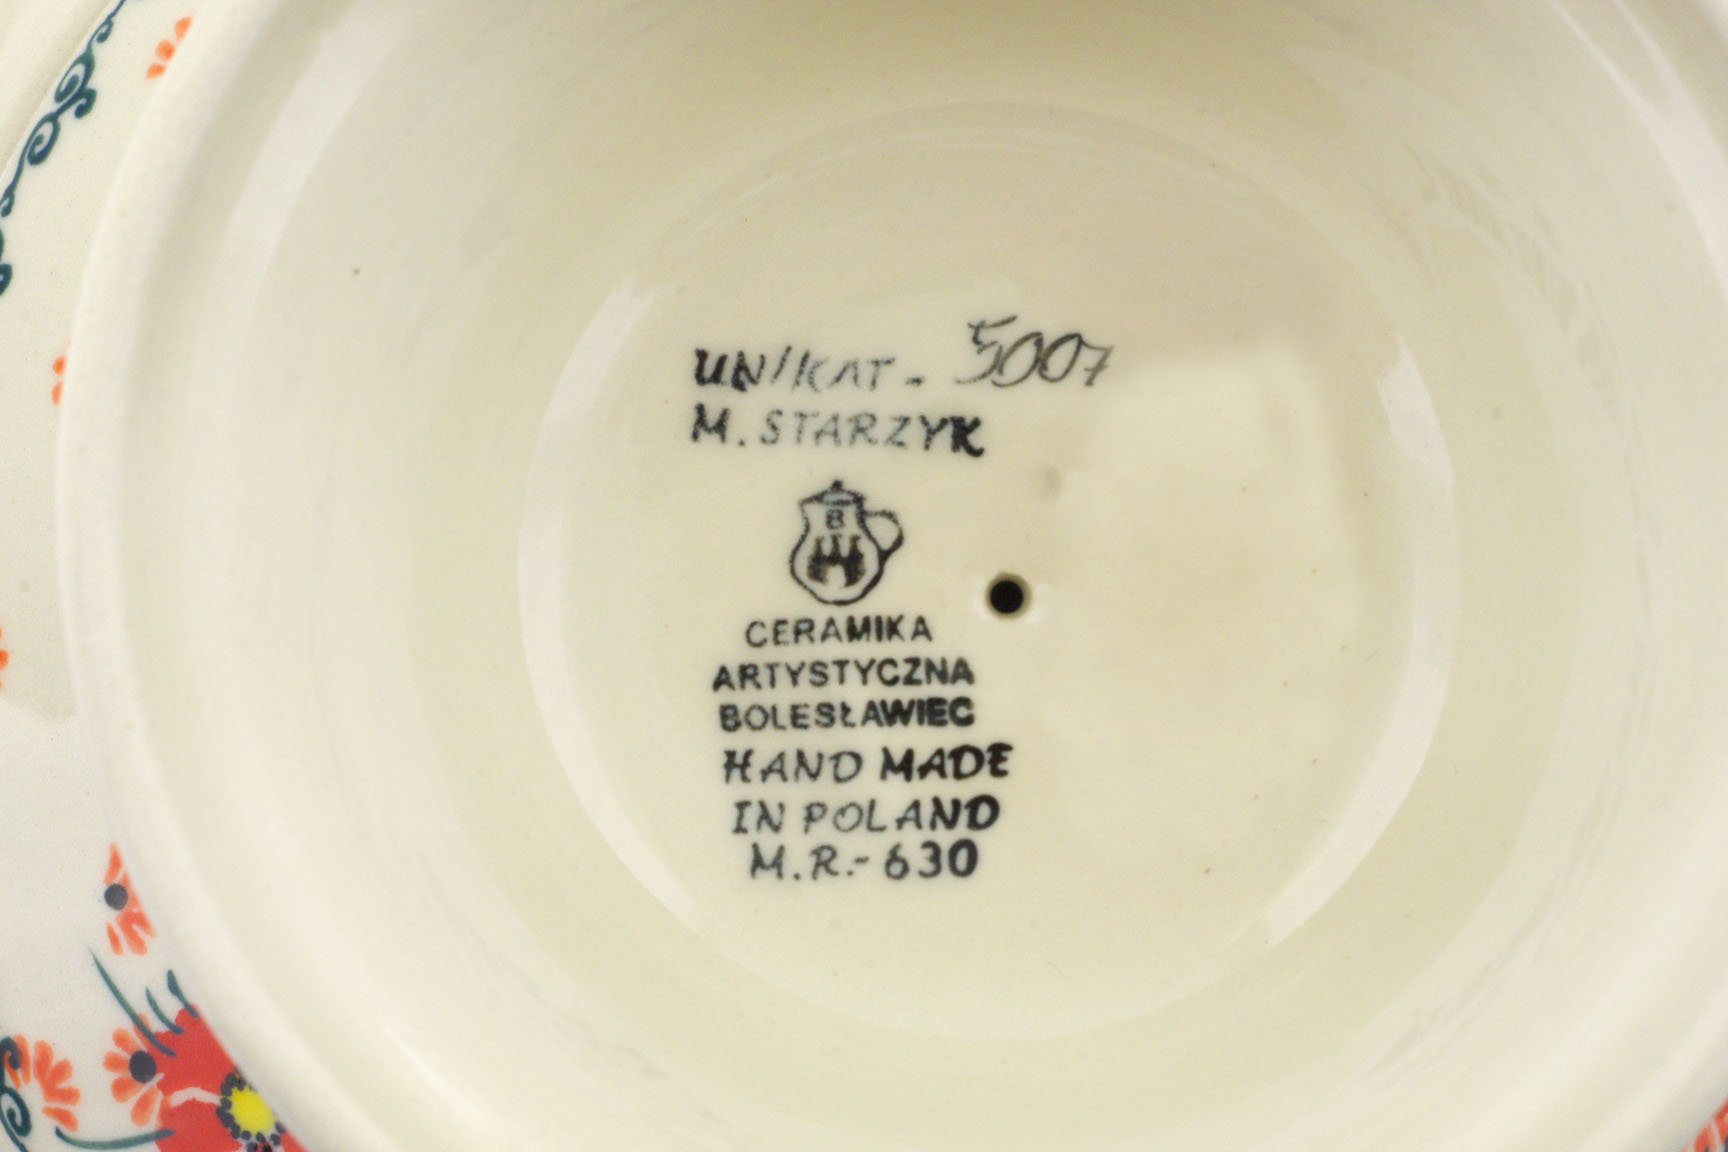 UNIKAT - 5007
M. STARZYK
B
CERAMIKA
ARTYSTYCZNA
BOLESŁAWIEC
HAND MADE
IN POLAND
M.R.- 630